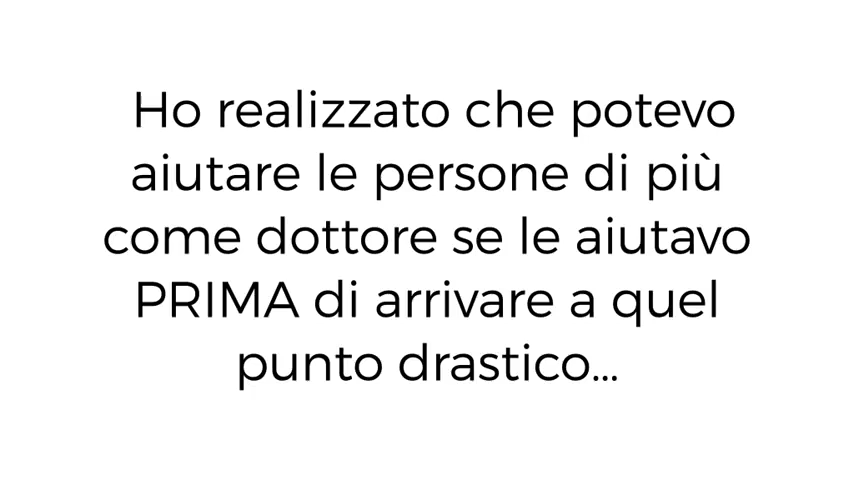 Ho realizzato che potevo
aiutare le persone di più
come dottore se le aiutavo
PRIMA di arrivare a quel
punto drastico...